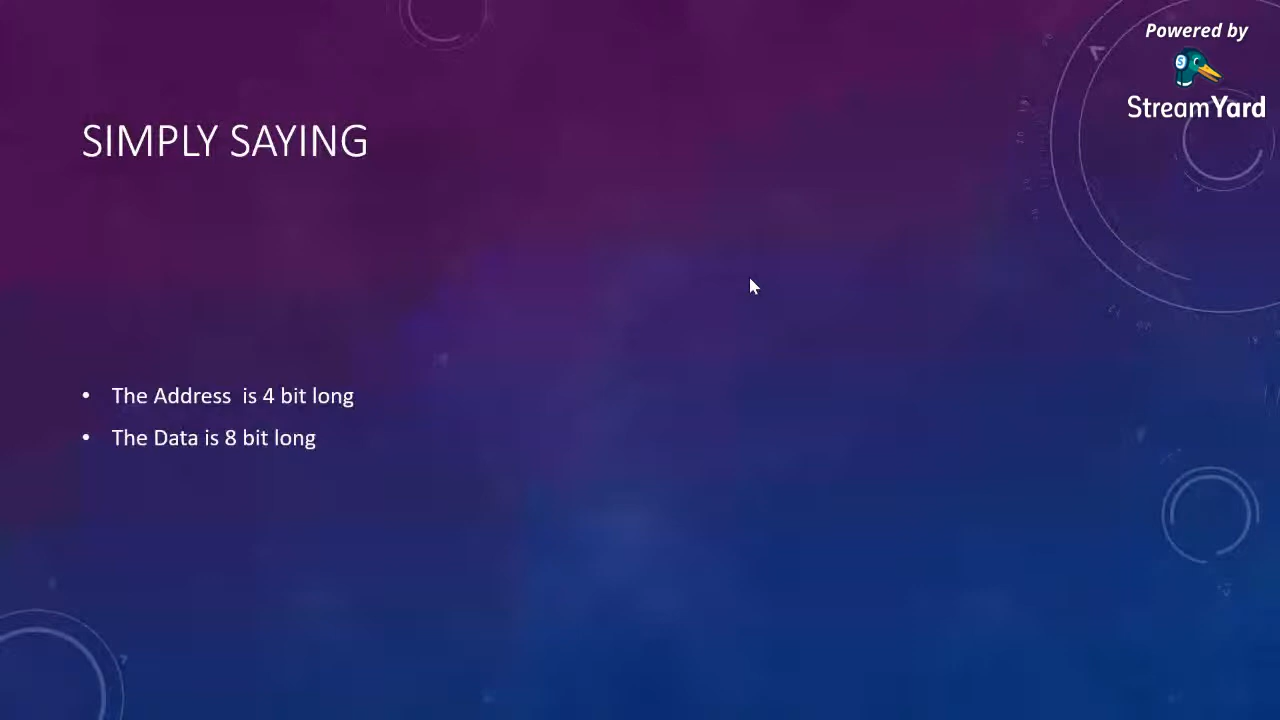 Powered by
StreamYard
SIMPLY SAYING
• The Address  is 4 bit long
• The Data is 8 bit long